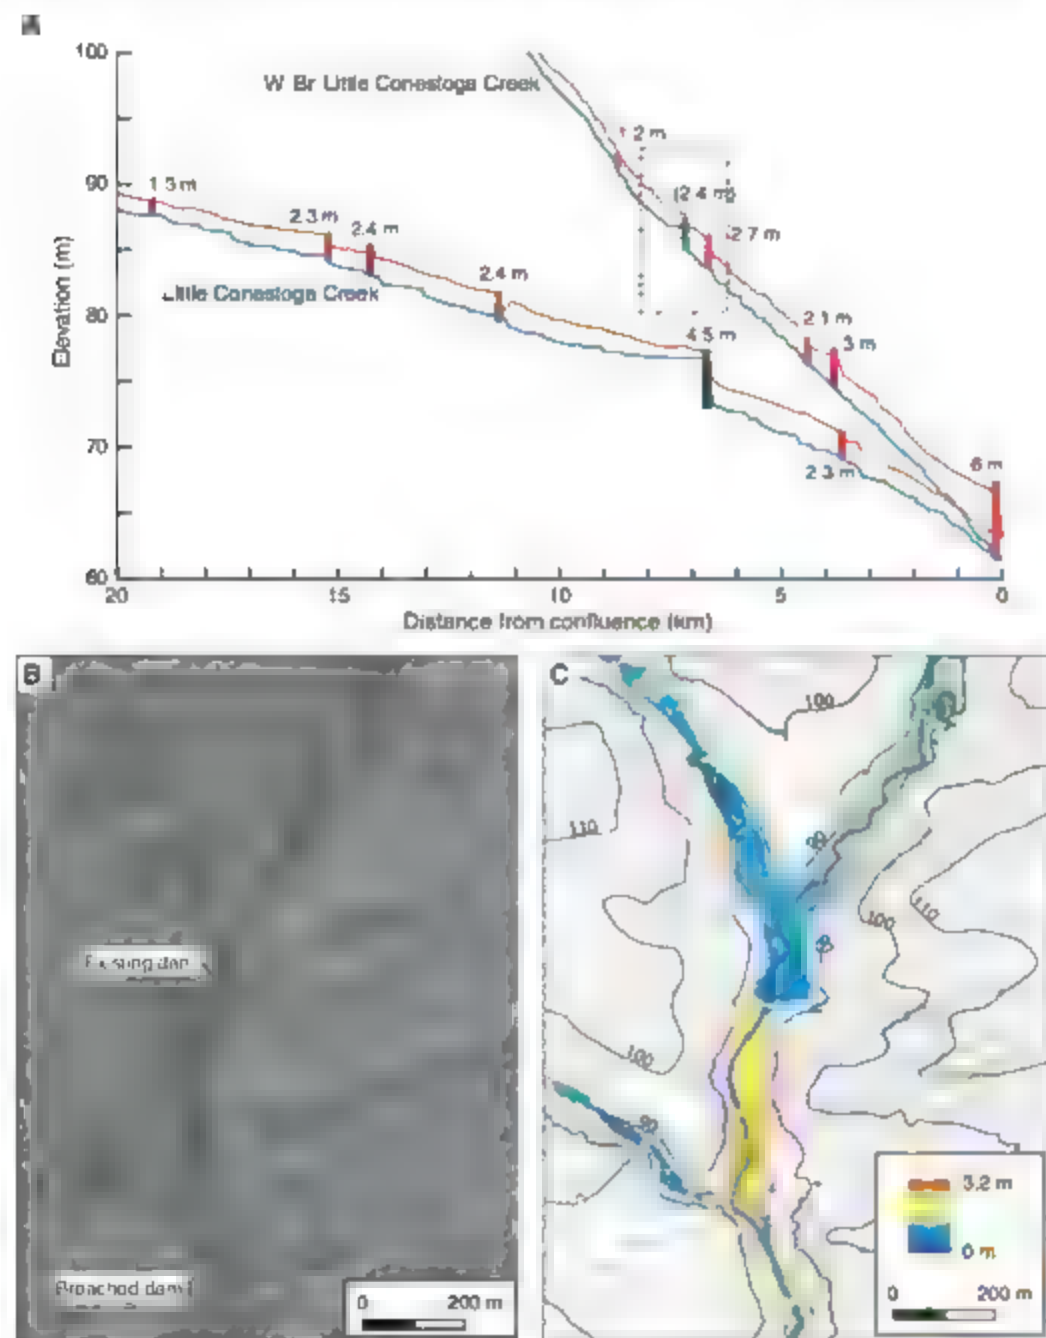 A
100
W Br Little Conestoga Creek
1.2 m
90
1.3 m
(2.4 m)
2.3 m
2.4 m
2.7 m
2.4 m
Little Conestoga Creek
Elevation (m)
80
4.5 m
2.1 m
3 m
70
2.3 m
6 m
60
20
15
10
5
0
Distance from confluence (km)
B
Existing dam
Breached dam
0
200 m
C
100
110
90
100
110
100
90
3.2 m
0 m
0
200 m